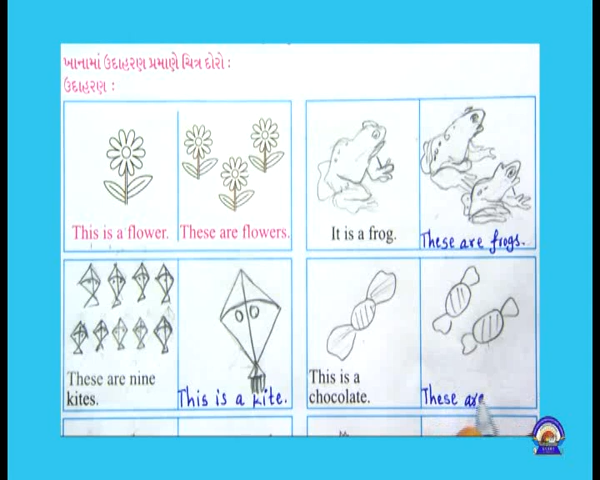 ખાનામાં ઉદાહરણ પ્રમાણે ચિત્ર દોરો :
ઉદાહરણ :
This is a flower.
These are flowers.
It is a frog.
These are frogs.
These are nine
kites.
This is a kite.
This is a
chocolate.
These are